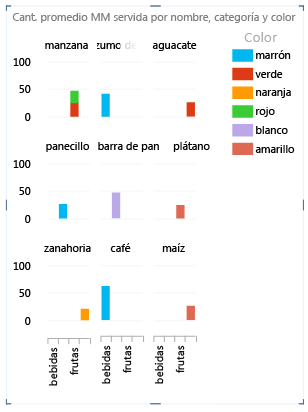 Cant. promedio MM servida por nombre, categoría y color
Color
marrón
verde
naranja
rojo
blanco
amarillo
manzana zumo de aguacate
100
50
0
panecillo barra de pan plátano
100
50
0
zanahoria café maíz
100
50
0
bebidas frutas bebidas frutas bebidas frutas